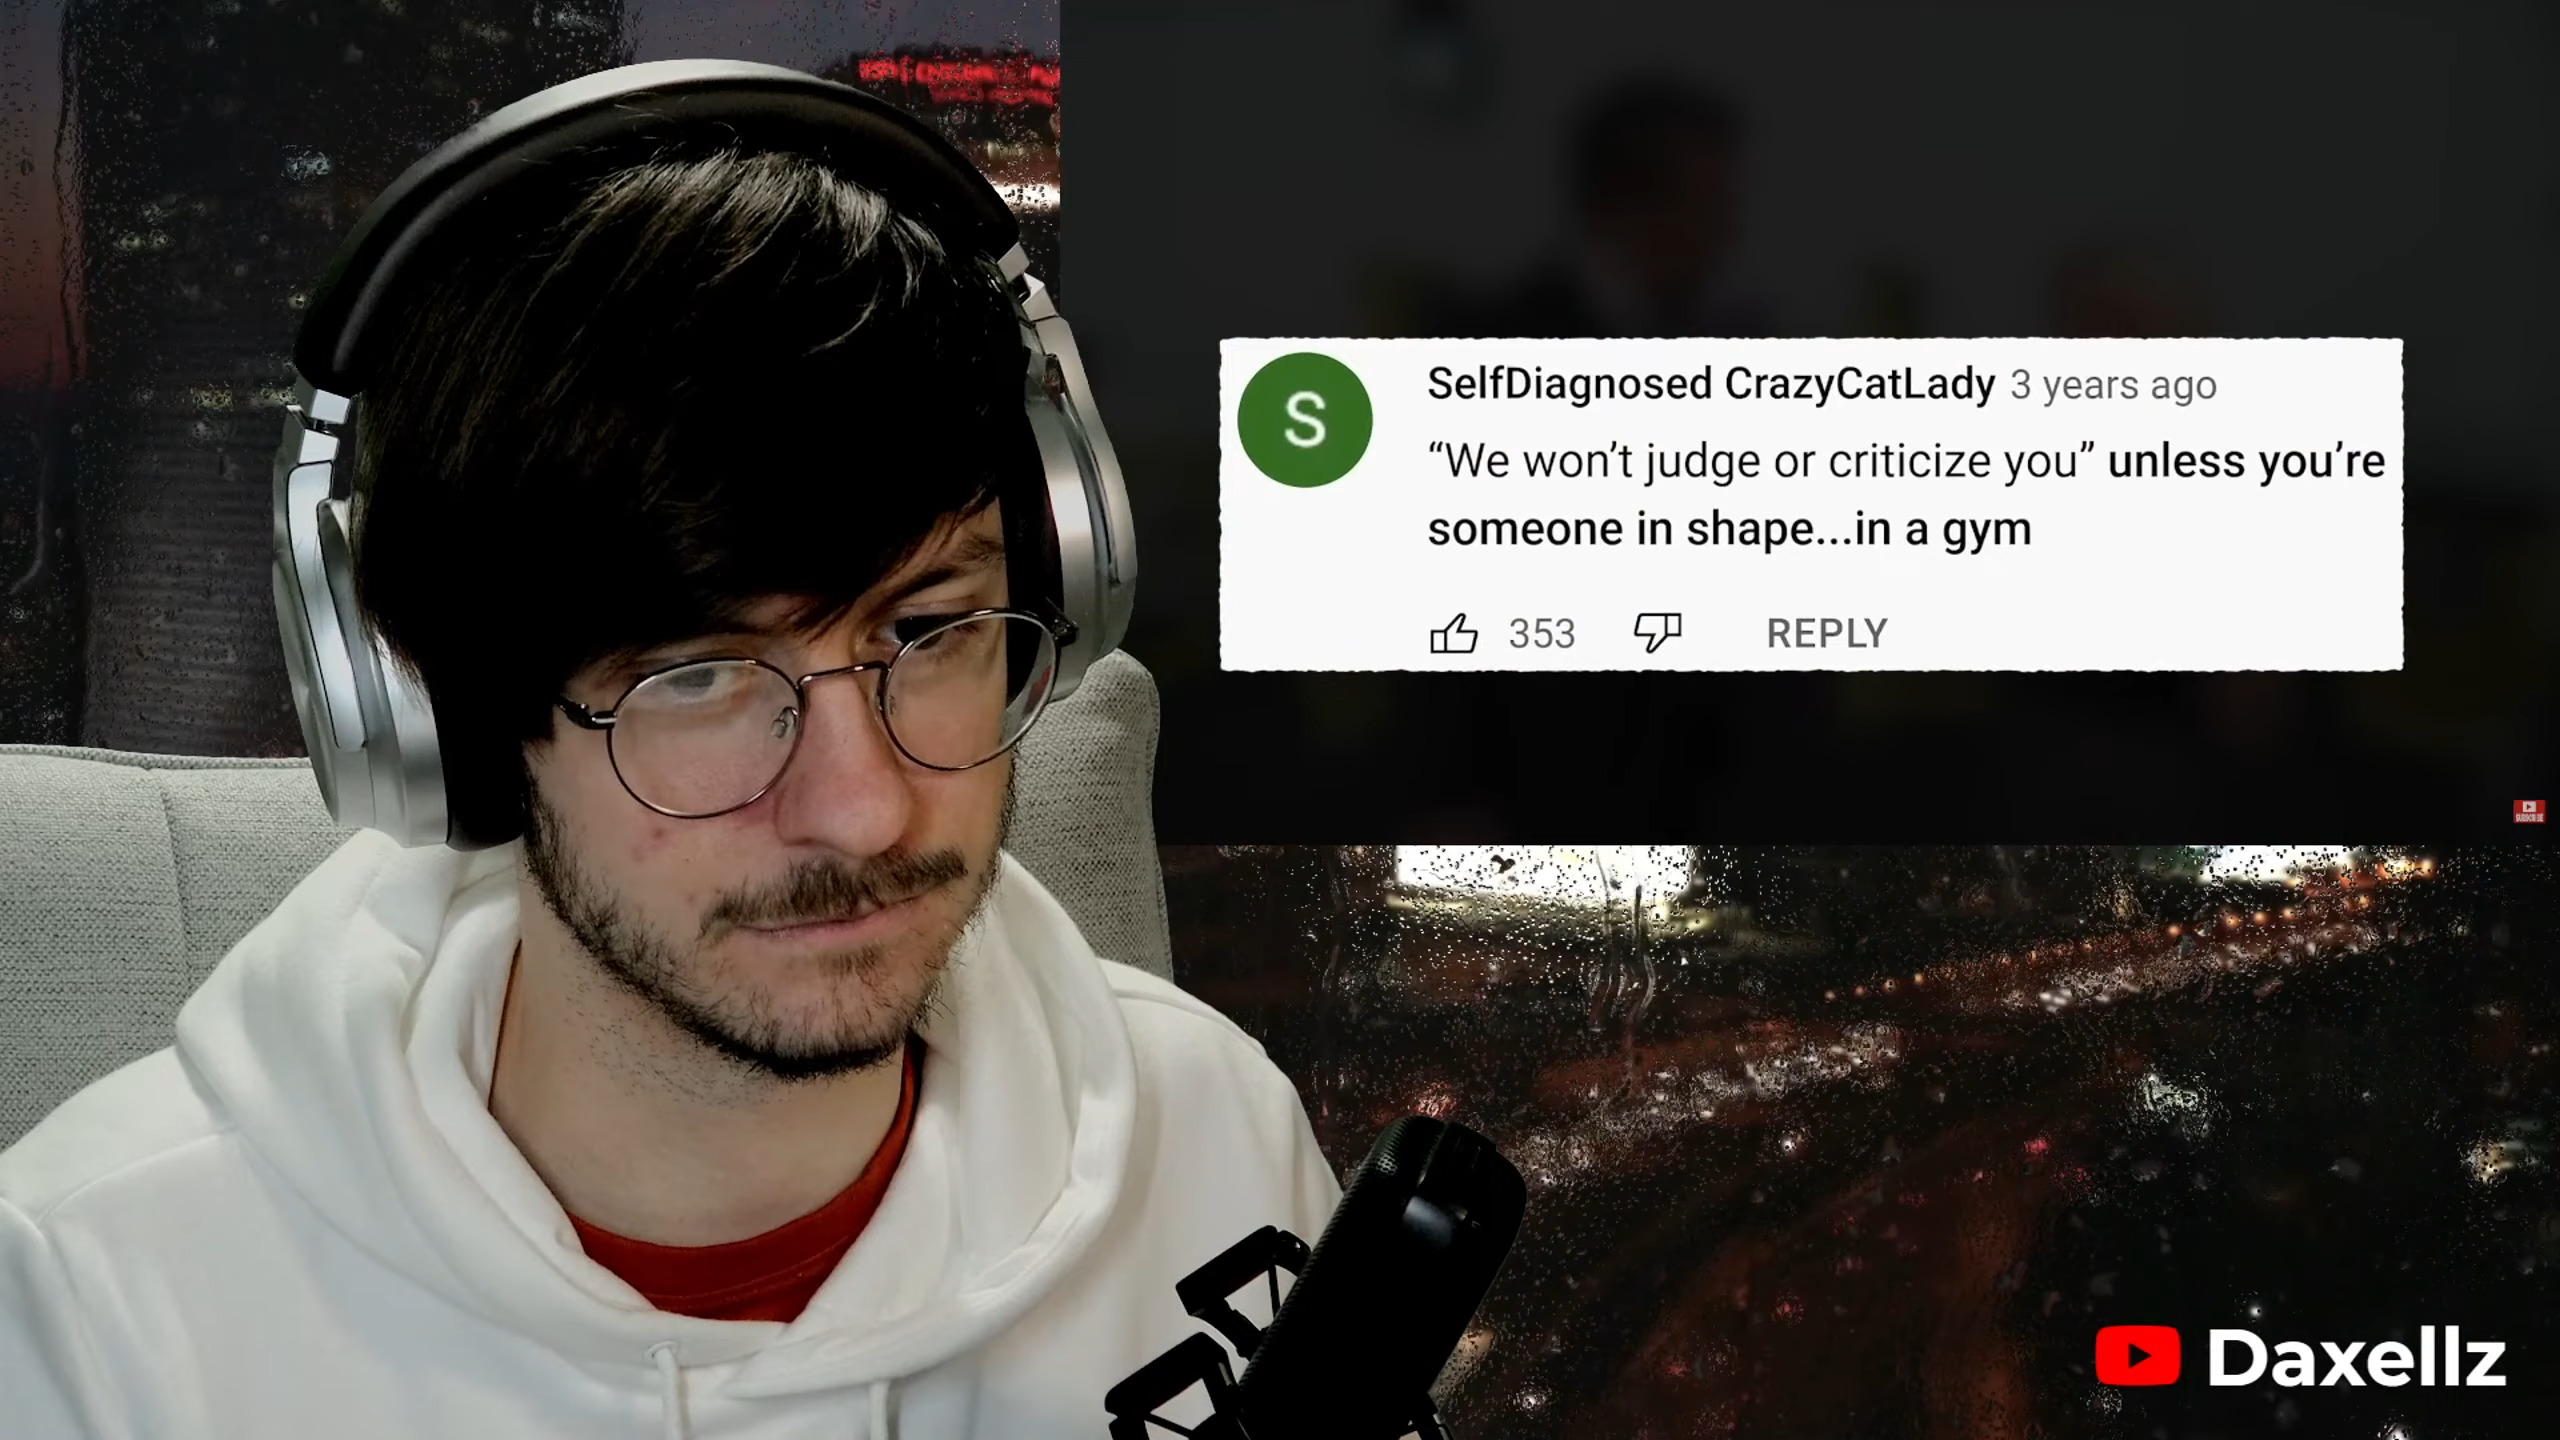 SelfDiagnosed CrazyCatLady 3 years ago
“We won’t judge or criticize you” unless you’re
someone in shape...in a gym
353
REPLY
S
SUBSCRIBE
Daxellz